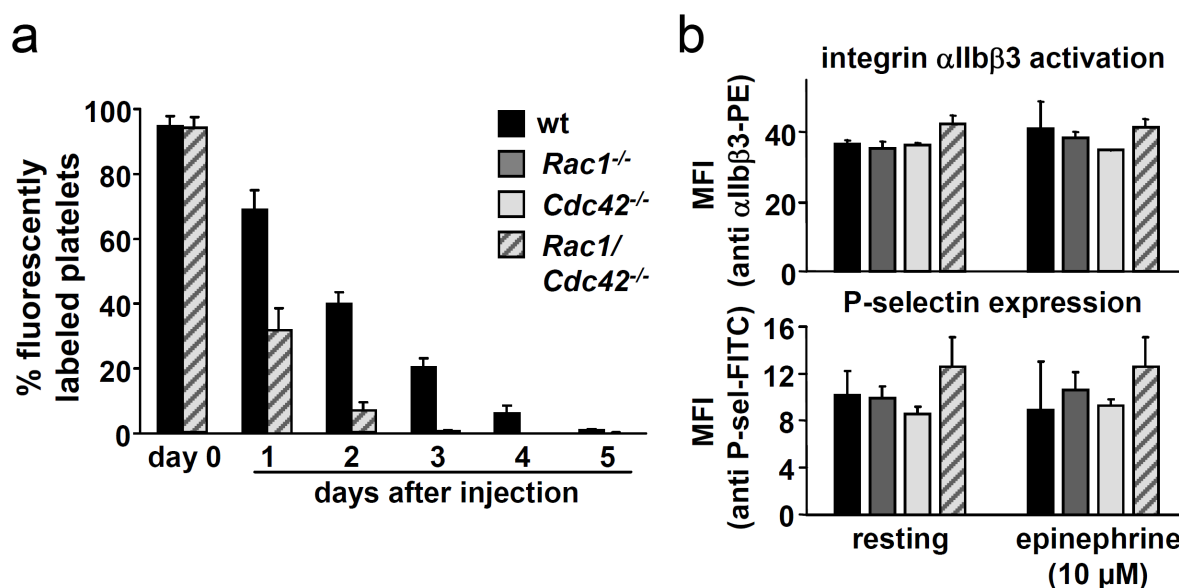 a
% fluorescently
labeled platelets
100
80
60
40
20
0
day 0
1
2
3
4
5
days after injection
wt
Rac1-/-
Cdc42-/-
Rac1/
Cdc42-/-
b
integrin αIIbβ3 activation
MFI
(anti αIIbβ3-PE)
40
20
0
P-selectin expression
MFI
(anti P-sel-FITC)
16
12
8
4
0
resting
epinephrine
(10 µM)